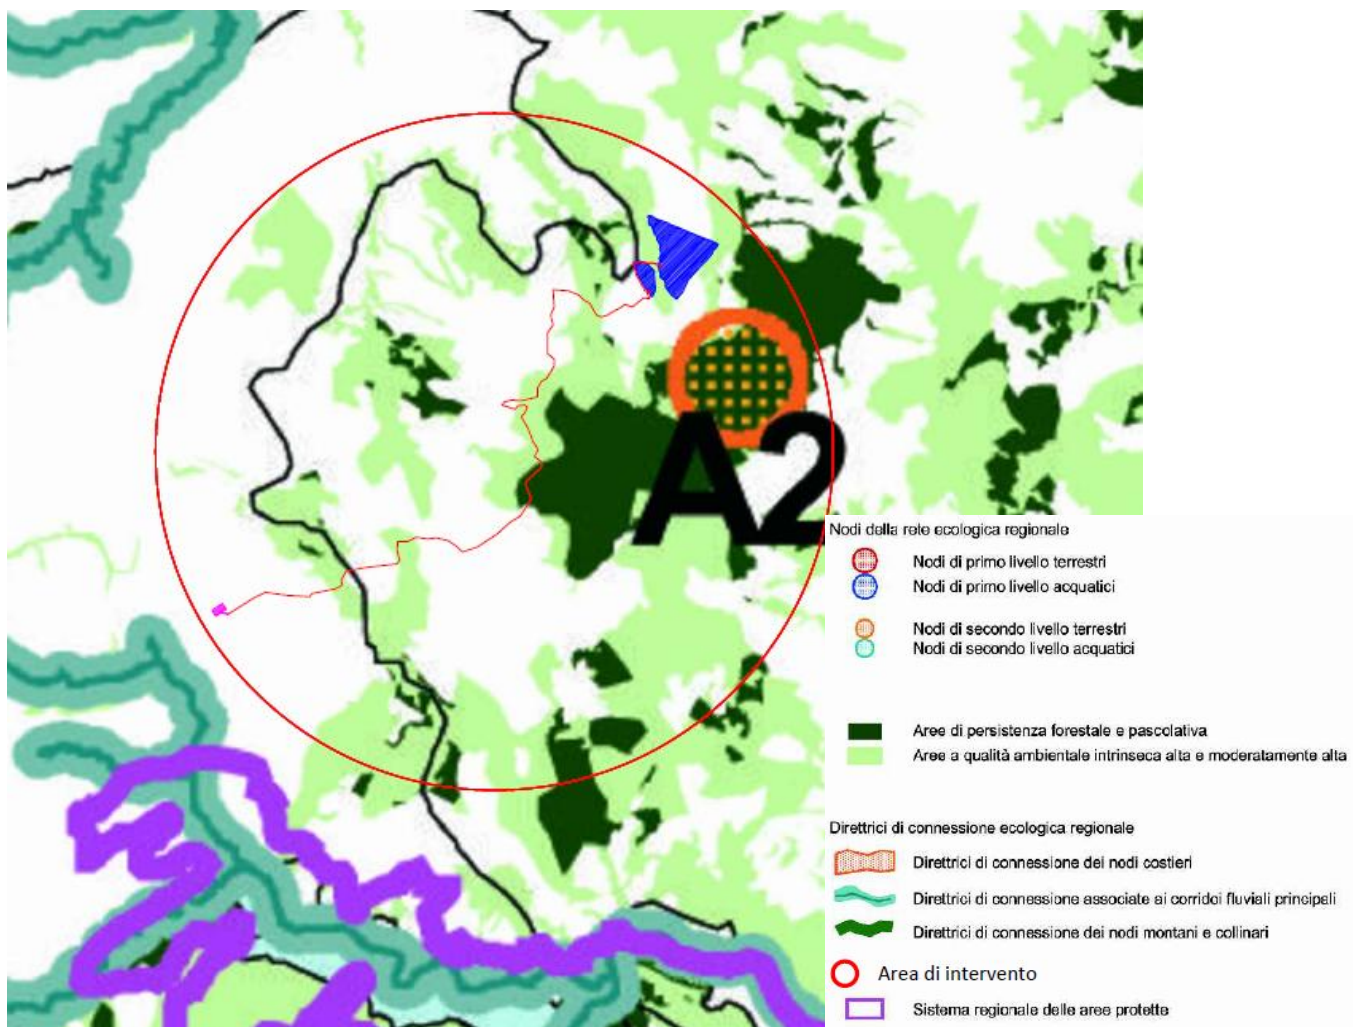 A2
Nodi della rete ecologica regionale
Nodi di primo livello terrestri
Nodi di primo livello acquatici
Nodi di secondo livello terrestri
Nodi di secondo livello acquatici
Aree di persistenza forestale e pascolativa
Aree a qualità ambientale intrinseca alta e moderatamente alta
Direttrici di connessione ecologica regionale
Direttrici di connessione dei nodi costieri
Direttrici di connessione associate ai corridoi fluviali principali
Direttrici di connessione dei nodi montani e collinari
Area di intervento
Sistema regionale delle aree protette